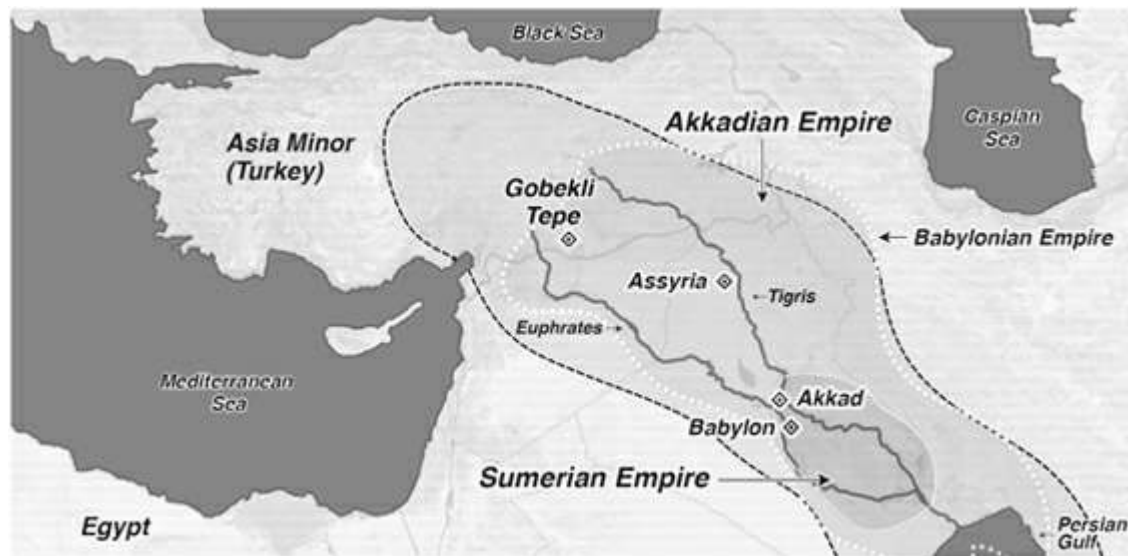 Black Sea
Akkadian Empire
Caspian
Sea
Asia Minor
(Turkey)
Gobekli
Tepe
Babylonian Empire
Assyria
Tigris
Euphrates
Mediterranean
Sea
Akkad
Babylon
Sumerian Empire
Egypt
Persian
Gulf